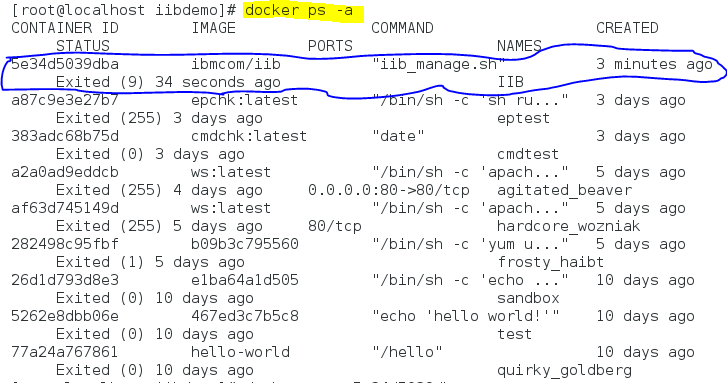 [root@localhost iibdemo]# docker ps -a
CONTAINER ID IMAGE COMMAND CREATED
STATUS PORTS NAMES
5e34d5039dba ibmcom/iib "iib_manage.sh" 3 minutes ago
Exited (9) 34 seconds ago IIB
a87c9e3e27b7 epchk:latest "/bin/sh -c 'sh ru..." 3 days ago
Exited (255) 3 days ago eptest
383adc68b75d cmdchk:latest "date" 3 days ago
Exited (0) 3 days ago cmdtest
a2a0ad9eddcb ws:latest "/bin/sh -c 'apach..." 5 days ago
Exited (255) 4 days ago 0.0.0.0:80->80/tcp agitated_beaver
af63d745149d ws:latest "/bin/sh -c 'apach..." 5 days ago
Exited (255) 5 days ago 80/tcp hardcore_wozniak
282498c95fbf b09b3c795560 "/bin/sh -c 'yum u..." 5 days ago
Exited (1) 5 days ago frosty_haibt
26d1d793d8e3 e1ba64a1d505 "/bin/sh -c 'echo ..." 10 days ago
Exited (0) 10 days ago sandbox
5262e8dbb06e 467ed3c7b5c8 "echo 'hello world!'" 10 days ago
Exited (0) 10 days ago test
77a24a767861 hello-world "/hello" 10 days ago
Exited (0) 10 days ago quirky_goldberg